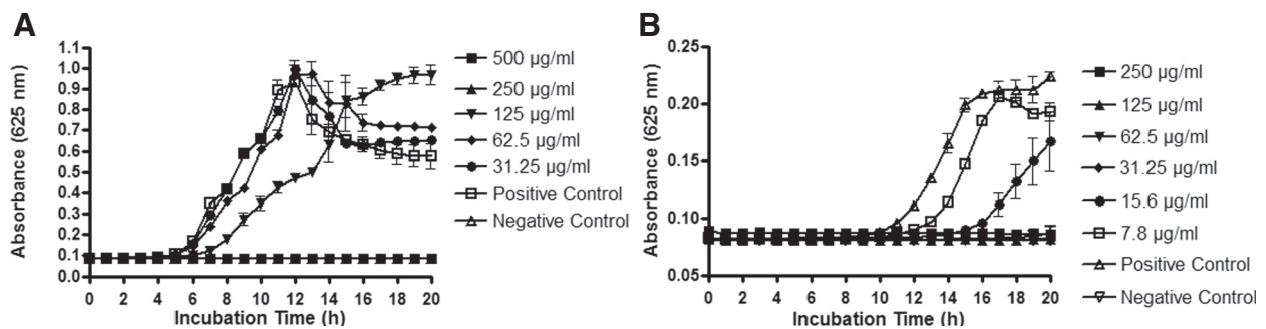 A
Absorbance (625 nm)
1.1
1.0
0.9
0.8
0.7
0.6
0.5
0.4
0.3
0.2
0.1
0.0
0 2 4 6 8 10 12 14 16 18 20
Incubation Time (h)
500 µg/ml
250 µg/ml
125 µg/ml
62.5 µg/ml
31.25 µg/ml
Positive Control
Negative Control
B
Absorbance (625 nm)
0.25
0.20
0.15
0.10
0.05
0 2 4 6 8 10 12 14 16 18 20
Incubation Time (h)
250 µg/ml
125 µg/ml
62.5 µg/ml
31.25 µg/ml
15.6 µg/ml
7.8 µg/ml
Positive Control
Negative Control